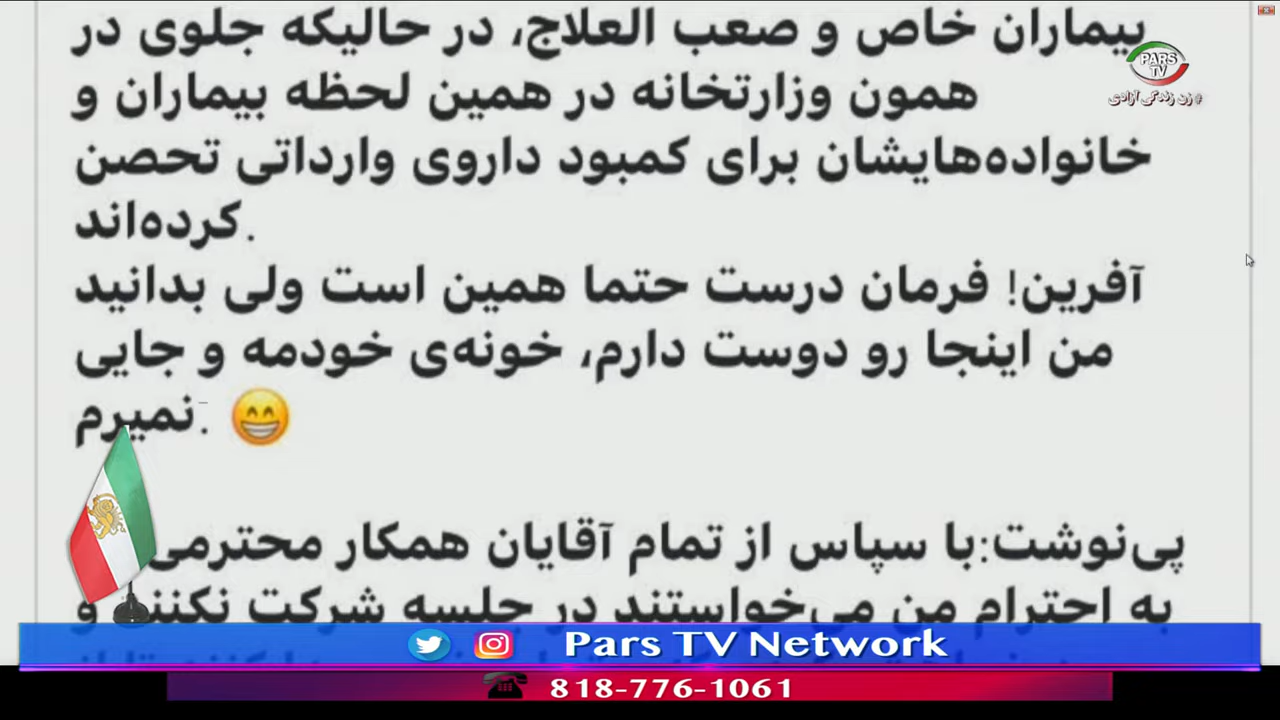 بیماران خاص و صعب العلاج، در حالیکه جلوی در
همون وزارتخانه در همین لحظه بیماران و
خانواده‌هایشان برای کمبود داروی وارداتی تحصن
کرده‌اند.
آفرین! فرمان درست حتما همین است ولی بدانید
من اینجا رو دوست دارم، خونه‌ی خودمه و جایی
نمیرم. 😁
پی‌نوشت:با سپاس از تمام آقایان همکار محترمی
به احترام من می‌خواستند در جلسه شرکت نکنند و
PARS
TV
# زن زندگی آزادی
Pars TV Network
818-776-1061